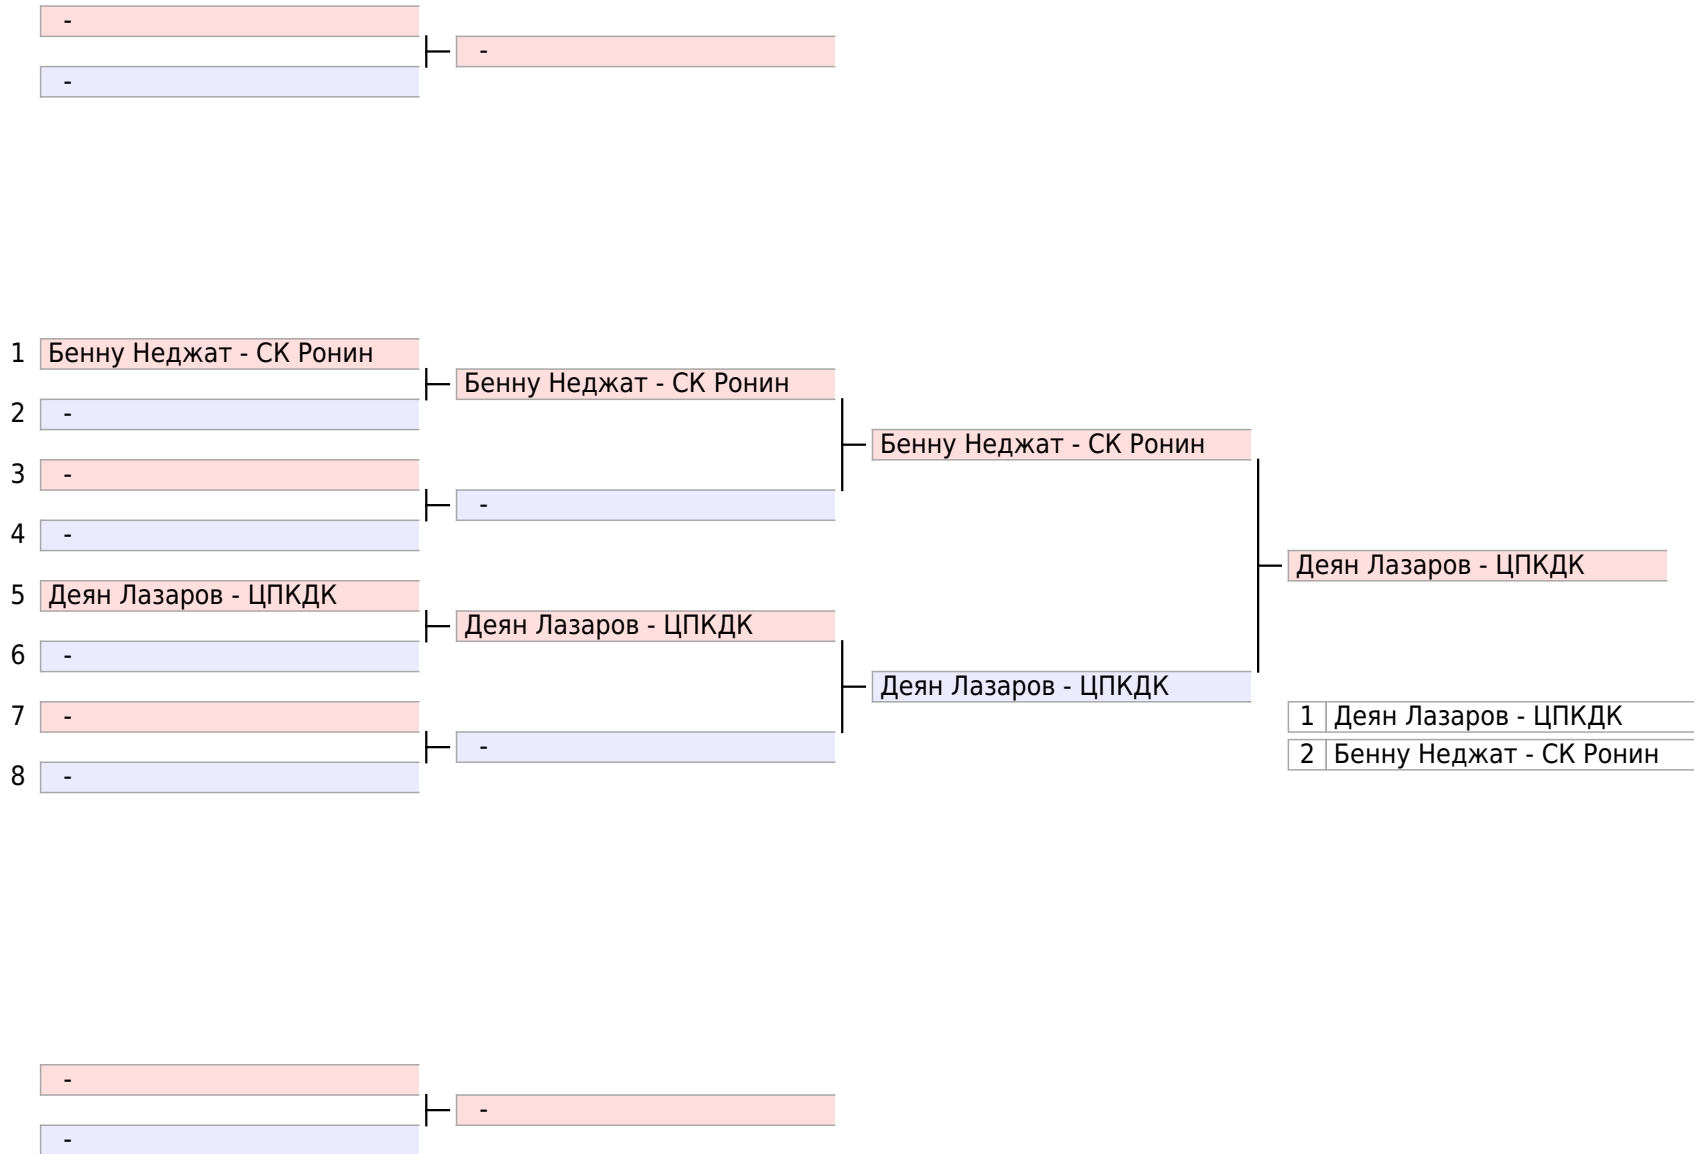 -
-
-
1 Бенну Неджат - СК Ронин
Бенну Неджат - СК Ронин
2 -
Бенну Неджат - СК Ронин
3 -
-
4 -
Деян Лазаров - ЦПКДК
5 Деян Лазаров - ЦПКДК
Деян Лазаров - ЦПКДК
6 -
Деян Лазаров - ЦПКДК
7 -
1 Деян Лазаров - ЦПКДК
-
2 Бенну Неджат - СК Ронин
8 -
-
-
-